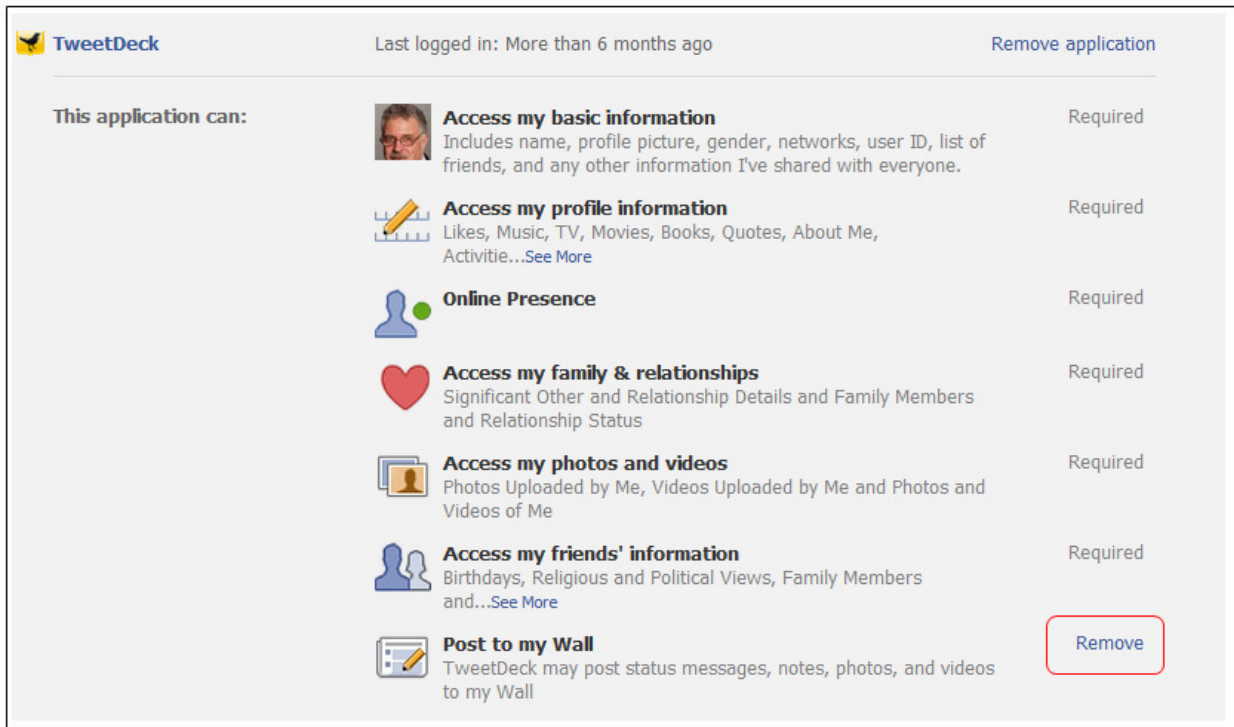 TweetDeck Last logged in: More than 6 months ago Remove application
This application can: Access my basic information Required
Includes name, profile picture, gender, networks, user ID, list of
friends, and any other information I've shared with everyone.
Access my profile information Required
Likes, Music, TV, Movies, Books, Quotes, About Me,
Activitie...See More
Online Presence Required
Access my family & relationships Required
Significant Other and Relationship Details and Family Members
and Relationship Status
Access my photos and videos Required
Photos Uploaded by Me, Videos Uploaded by Me and Photos and
Videos of Me
Access my friends' information Required
Birthdays, Religious and Political Views, Family Members
and...See More
Post to my Wall Remove
TweetDeck may post status messages, notes, photos, and videos
to my Wall